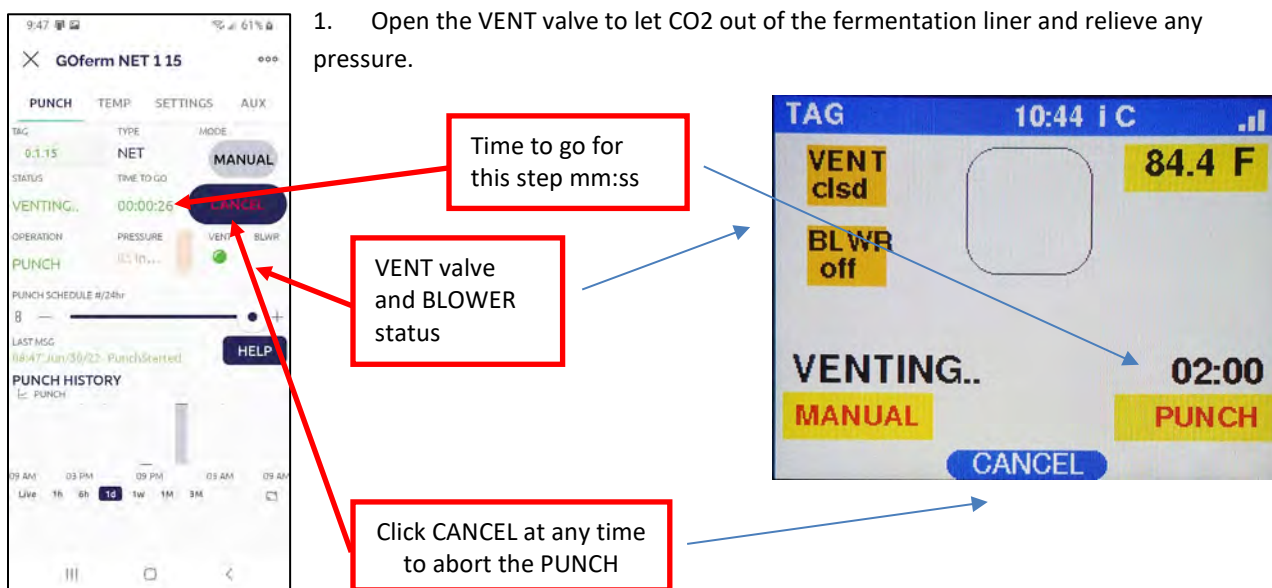 1. Open the VENT valve to let CO2 out of the fermentation liner and relieve any
pressure.
9:47 61%
GOferm NET 1 15
PUNCH TEMP SETTINGS AUX
TAG TYPE MODE
0.1.15 NET MANUAL
STATUS TIME TO GO
VENTING.. 00:00:26 CANCEL
OPERATION PRESSURE VENT BLWR
PUNCH
PUNCH SCHEDULE #/24hr
8 — +
LAST MSG
Jun/30/22 PunchStarted HELP
PUNCH HISTORY
PUNCH
09 AM 03 PM 09 PM 03 AM 09 AM
Live 1h 6h 1d 1w 1M 3M
Time to go for
this step mm:ss
VENT valve
and BLOWER
status
Click CANCEL at any time
to abort the PUNCH
TAG 10:44 i C
VENT
clsd
84.4 F
BLWR
off
VENTING.. 02:00
MANUAL PUNCH
CANCEL